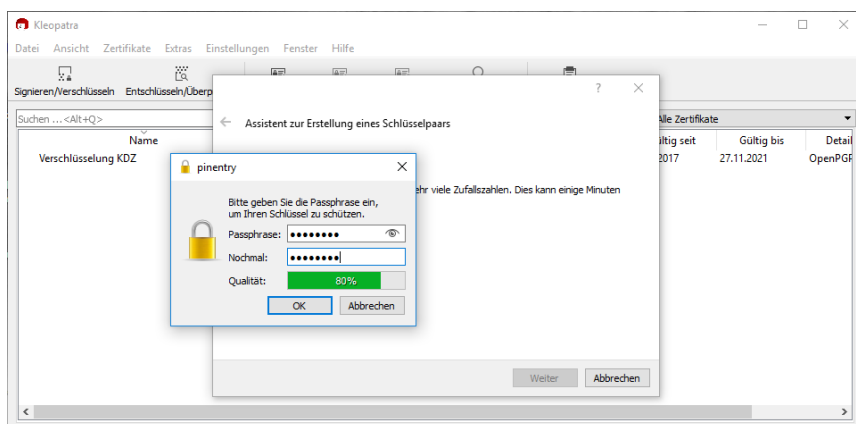 Kleopatra
Datei Ansicht Zertifikate Extras Einstellungen Fenster Hilfe
Signieren/Verschlüsseln Entschlüsseln/Überp
Suchen ...<Alt+Q>
Alle Zertifikate
Name
ültig seit Gültig bis Detail
Verschlüsselung KDZ
2017 27.11.2021 OpenPGP
Assistent zur Erstellung eines Schlüsselpaars
ehr viele Zufallszahlen. Dies kann einige Minuten
pinentry
Bitte geben Sie die Passphrase ein,
um Ihren Schlüssel zu schützen.
Passphrase: ••••••••
Nochmal: ••••••••
Qualität: 80%
OK Abbrechen
Weiter Abbrechen